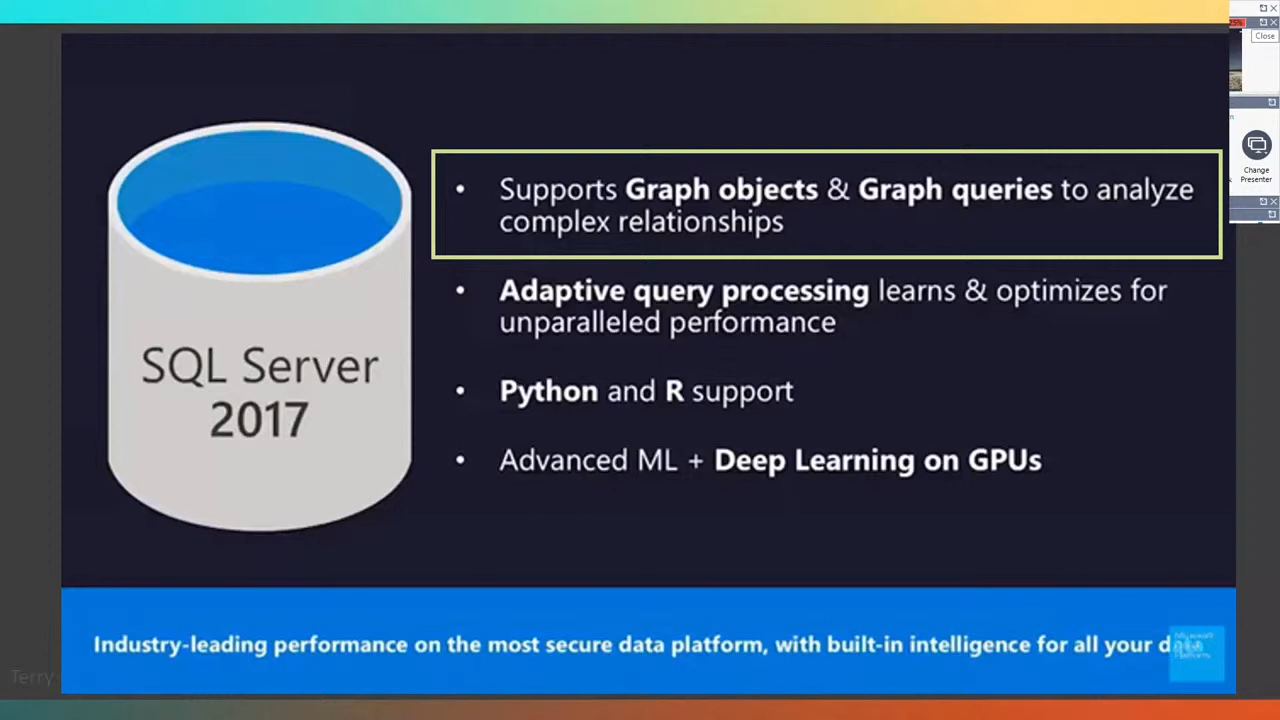 Close
Change
Presenter
Supports Graph objects & Graph queries to analyze
complex relationships
Adaptive query processing learns & optimizes for
unparalleled performance
Python and R support
Advanced ML + Deep Learning on GPUs
SQL Server
2017
Industry-leading performance on the most secure data platform, with built-in intelligence for all your data
Terry